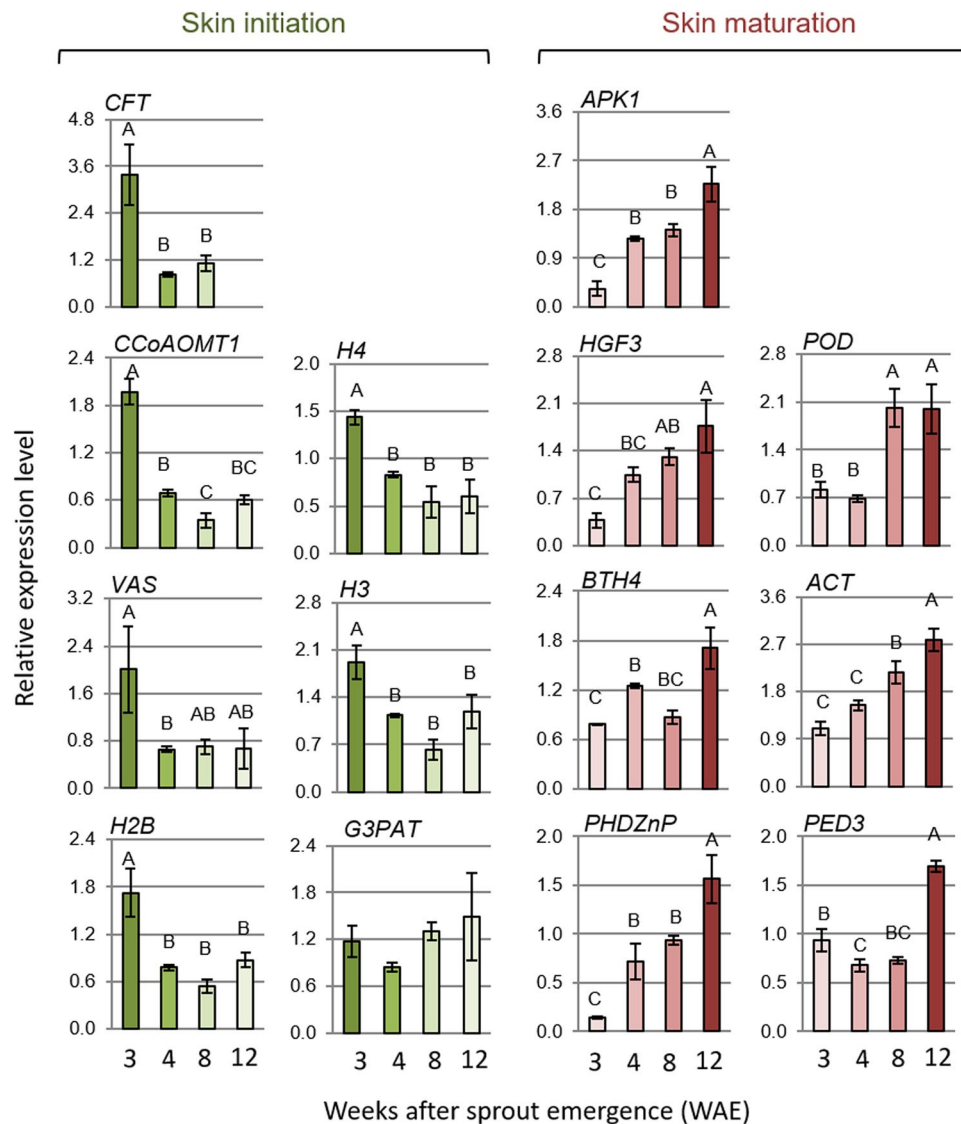 Skin initiation
Skin maturation
Relative expression level
CFT
4.8
3.6
2.4
1.2
0.0
A
B
B
APK1
3.6
2.7
1.8
0.9
0.0
C
B
B
A
CCoAOMT1
2.4
1.8
1.2
0.6
0.0
A
B
C
BC
H4
2.0
1.5
1.0
0.5
0.0
A
B
B
B
HGF3
2.8
2.1
1.4
0.7
0.0
C
BC
AB
A
POD
2.8
2.1
1.4
0.7
0.0
B
B
A
A
VAS
3.2
2.4
1.6
0.8
0.0
A
B
AB
AB
H3
2.8
2.1
1.4
0.7
0.0
A
B
B
B
BTH4
2.4
1.8
1.2
0.6
0.0
C
B
BC
A
ACT
3.6
2.7
1.8
0.9
0.0
C
C
B
A
H2B
2.4
1.8
1.2
0.6
0.0
A
B
B
B
3 4 8 12
G3PAT
2.4
1.8
1.2
0.6
0.0
3 4 8 12
PHDZnP
2.0
1.5
1.0
0.5
0.0
C
B
B
A
3 4 8 12
PED3
2.0
1.5
1.0
0.5
0.0
B
C
BC
A
3 4 8 12
Weeks after sprout emergence (WAE)